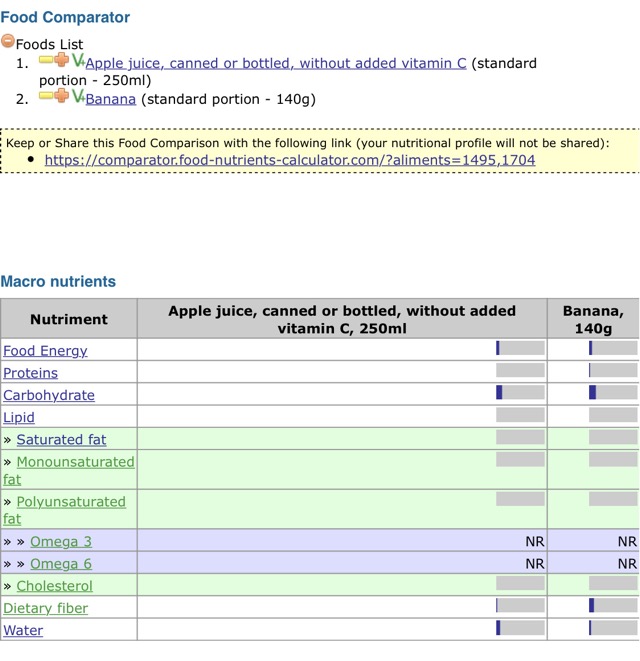 Food Comparator
Foods List
1. Apple juice, canned or bottled, without added vitamin C (standard
portion - 250ml)
2. Banana (standard portion - 140g)
Keep or Share this Food Comparison with the following link (your nutritional profile will not be shared):
• https://comparator.food-nutrients-calculator.com/?aliments=1495,1704
Macro nutrients
Nutriment Apple juice, canned or bottled, without added vitamin C, 250ml Banana, 140g
Food Energy
Proteins
Carbohydrate
Lipid
» Saturated fat
» Monounsaturated
fat
» Polyunsaturated
fat
» » Omega 3 NR NR
» » Omega 6 NR NR
» Cholesterol
Dietary fiber
Water